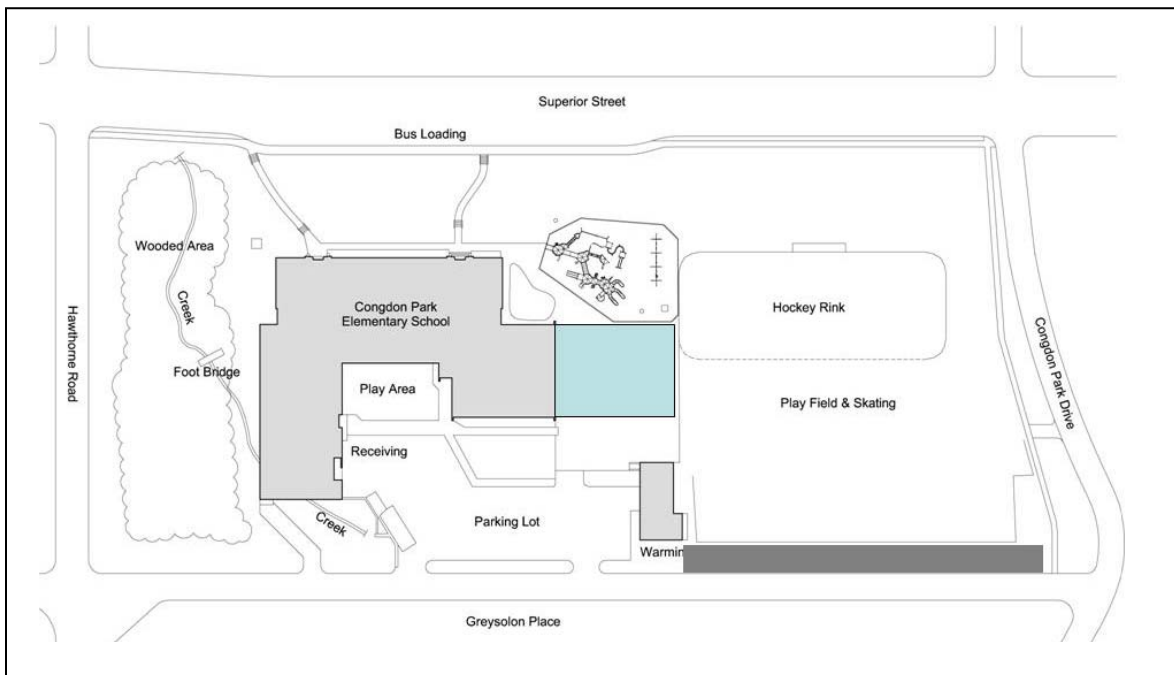 Superior Street
Bus Loading
Wooded Area
Creek
Foot Bridge
Hawthorne Road
Congdon Park
Elementary School
Play Area
Receiving
Creek
Parking Lot
Hockey Rink
Play Field & Skating
Congdon Park Drive
Warmin
Greysolon Place